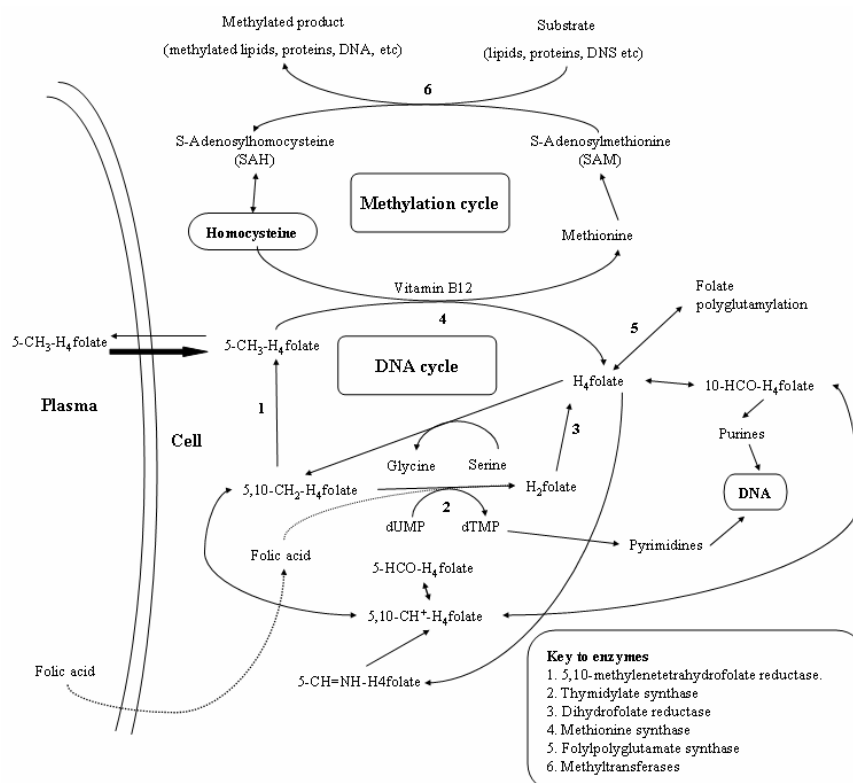 Methylated product
(methylated lipids, proteins, DNA, etc)
Substrate
(lipids, proteins, DNS etc)
6
S-Adenosylhomocysteine
(SAH)
S-Adenosylmethionine
(SAM)
Methylation cycle
Homocysteine
Methionine
Vitamin B12
4
Folate
polyglutamylation
5
5-CH₃-H₄folate
5-CH₃-H₄folate
DNA cycle
H₄folate
10-HCO-H₄folate
Plasma
Cell
1
3
Purines
Glycine
Serine
5,10-CH₂-H₄folate
H₂folate
DNA
2
dUMP
dTMP
Pyrimidines
Folic acid
5-HCO-H₄folate
5,10-CH⁺-H₄folate
Folic acid
5-CH=NH-H4folate
Key to enzymes
1. 5,10-methylenetetrahydrofolate reductase.
2. Thymidylate synthase
3. Dihydrofolate reductase
4. Methionine synthase
5. Folylpolyglutamate synthase
6. Methyltransferases